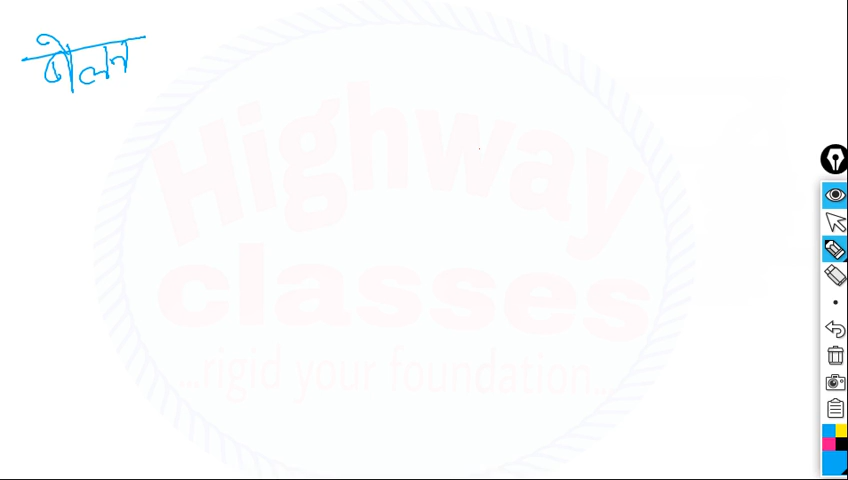 बेलन
Highway
classes
...rigid your foundation...